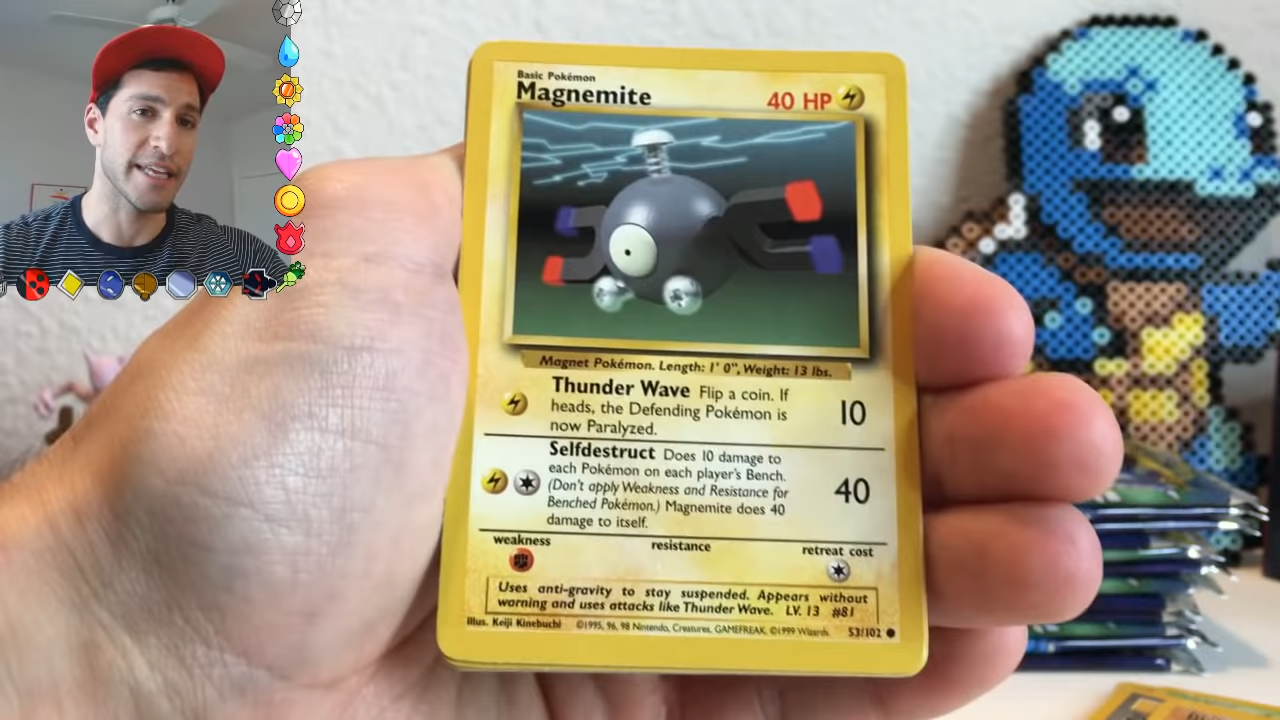 Basic Pokémon
Magnemite
40 HP
Magnet Pokémon. Length: 1' 0", Weight: 13 lbs.
Thunder Wave Flip a coin. If
heads, the Defending Pokémon is
now Paralyzed.
10
Selfdestruct Does 10 damage to
each Pokémon on each player's Bench.
(Don't apply Weakness and Resistance for
Benched Pokémon.) Magnemite does 40
damage to itself.
40
weakness resistance retreat cost
Uses anti-gravity to stay suspended. Appears without
warning and uses attacks like Thunder Wave. LV. 13 #81
Illus. Keiji Kinebuchi ©1995, 96, 98 Nintendo, Creatures, GAMEFREAK. ©1999 Wizards. 53/102